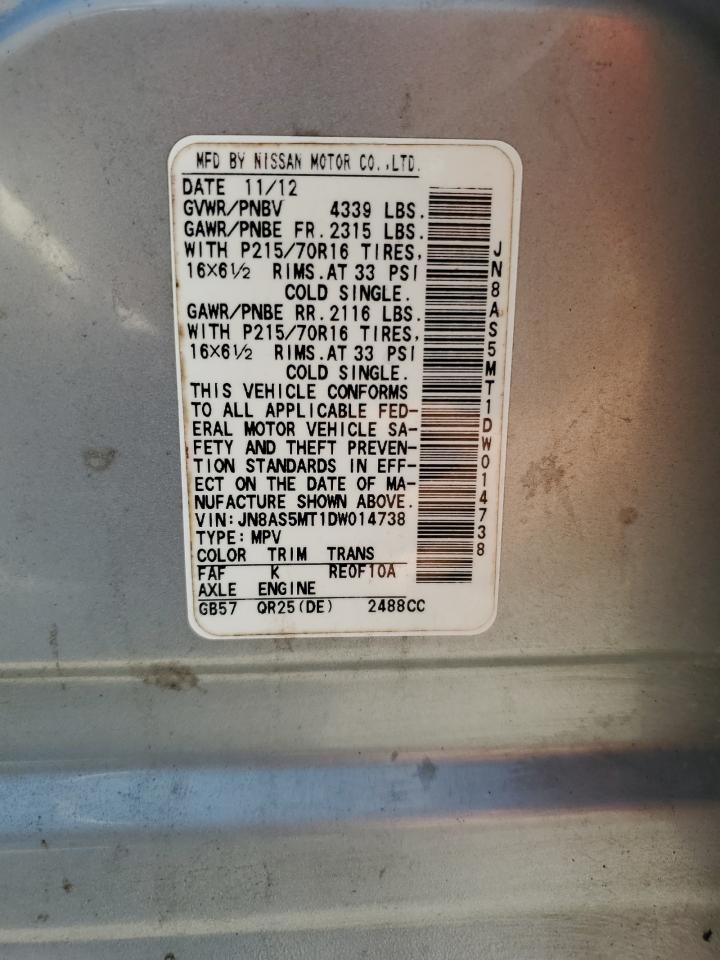 MFD BY NISSAN MOTOR CO.,LTD.
DATE 11/12
GVWR/PNBV 4339 LBS.
GAWR/PNBE FR. 2315 LBS.
WITH P215/70R16 TIRES,
16×6½ RIMS.AT 33 PSI
COLD SINGLE.
GAWR/PNBE RR. 2116 LBS.
WITH P215/70R16 TIRES,
16×6½ RIMS.AT 33 PSI
COLD SINGLE.
THIS VEHICLE CONFORMS
TO ALL APPLICABLE FED-
ERAL MOTOR VEHICLE SA-
FETY AND THEFT PREVEN-
TION STANDARDS IN EFF-
ECT ON THE DATE OF MA-
NUFACTURE SHOWN ABOVE.
VIN:JN8AS5MT1DW014738
TYPE:MPV
COLOR TRIM TRANS
FAF K RE0F10A
AXLE ENGINE
GB57 QR25(DE) 2488CC
JN8AS5MT1DW014738